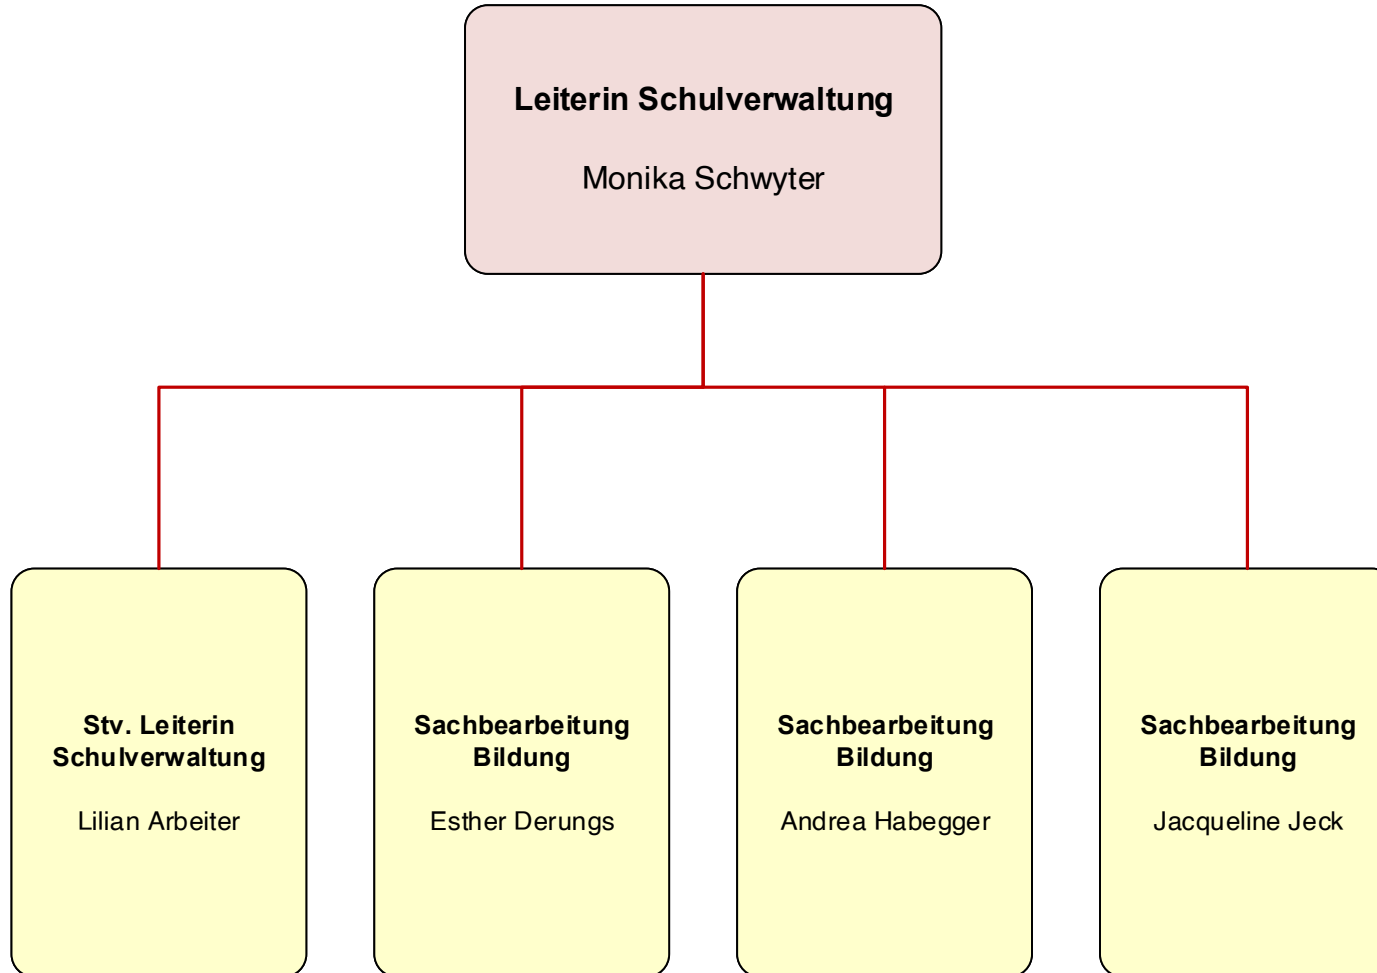 Leiterin Schulverwaltung
Monika Schwyter
Stv. Leiterin
Schulverwaltung
Lilian Arbeiter
Sachbearbeitung
Bildung
Esther Derungs
Sachbearbeitung
Bildung
Andrea Habegger
Sachbearbeitung
Bildung
Jacqueline Jeck